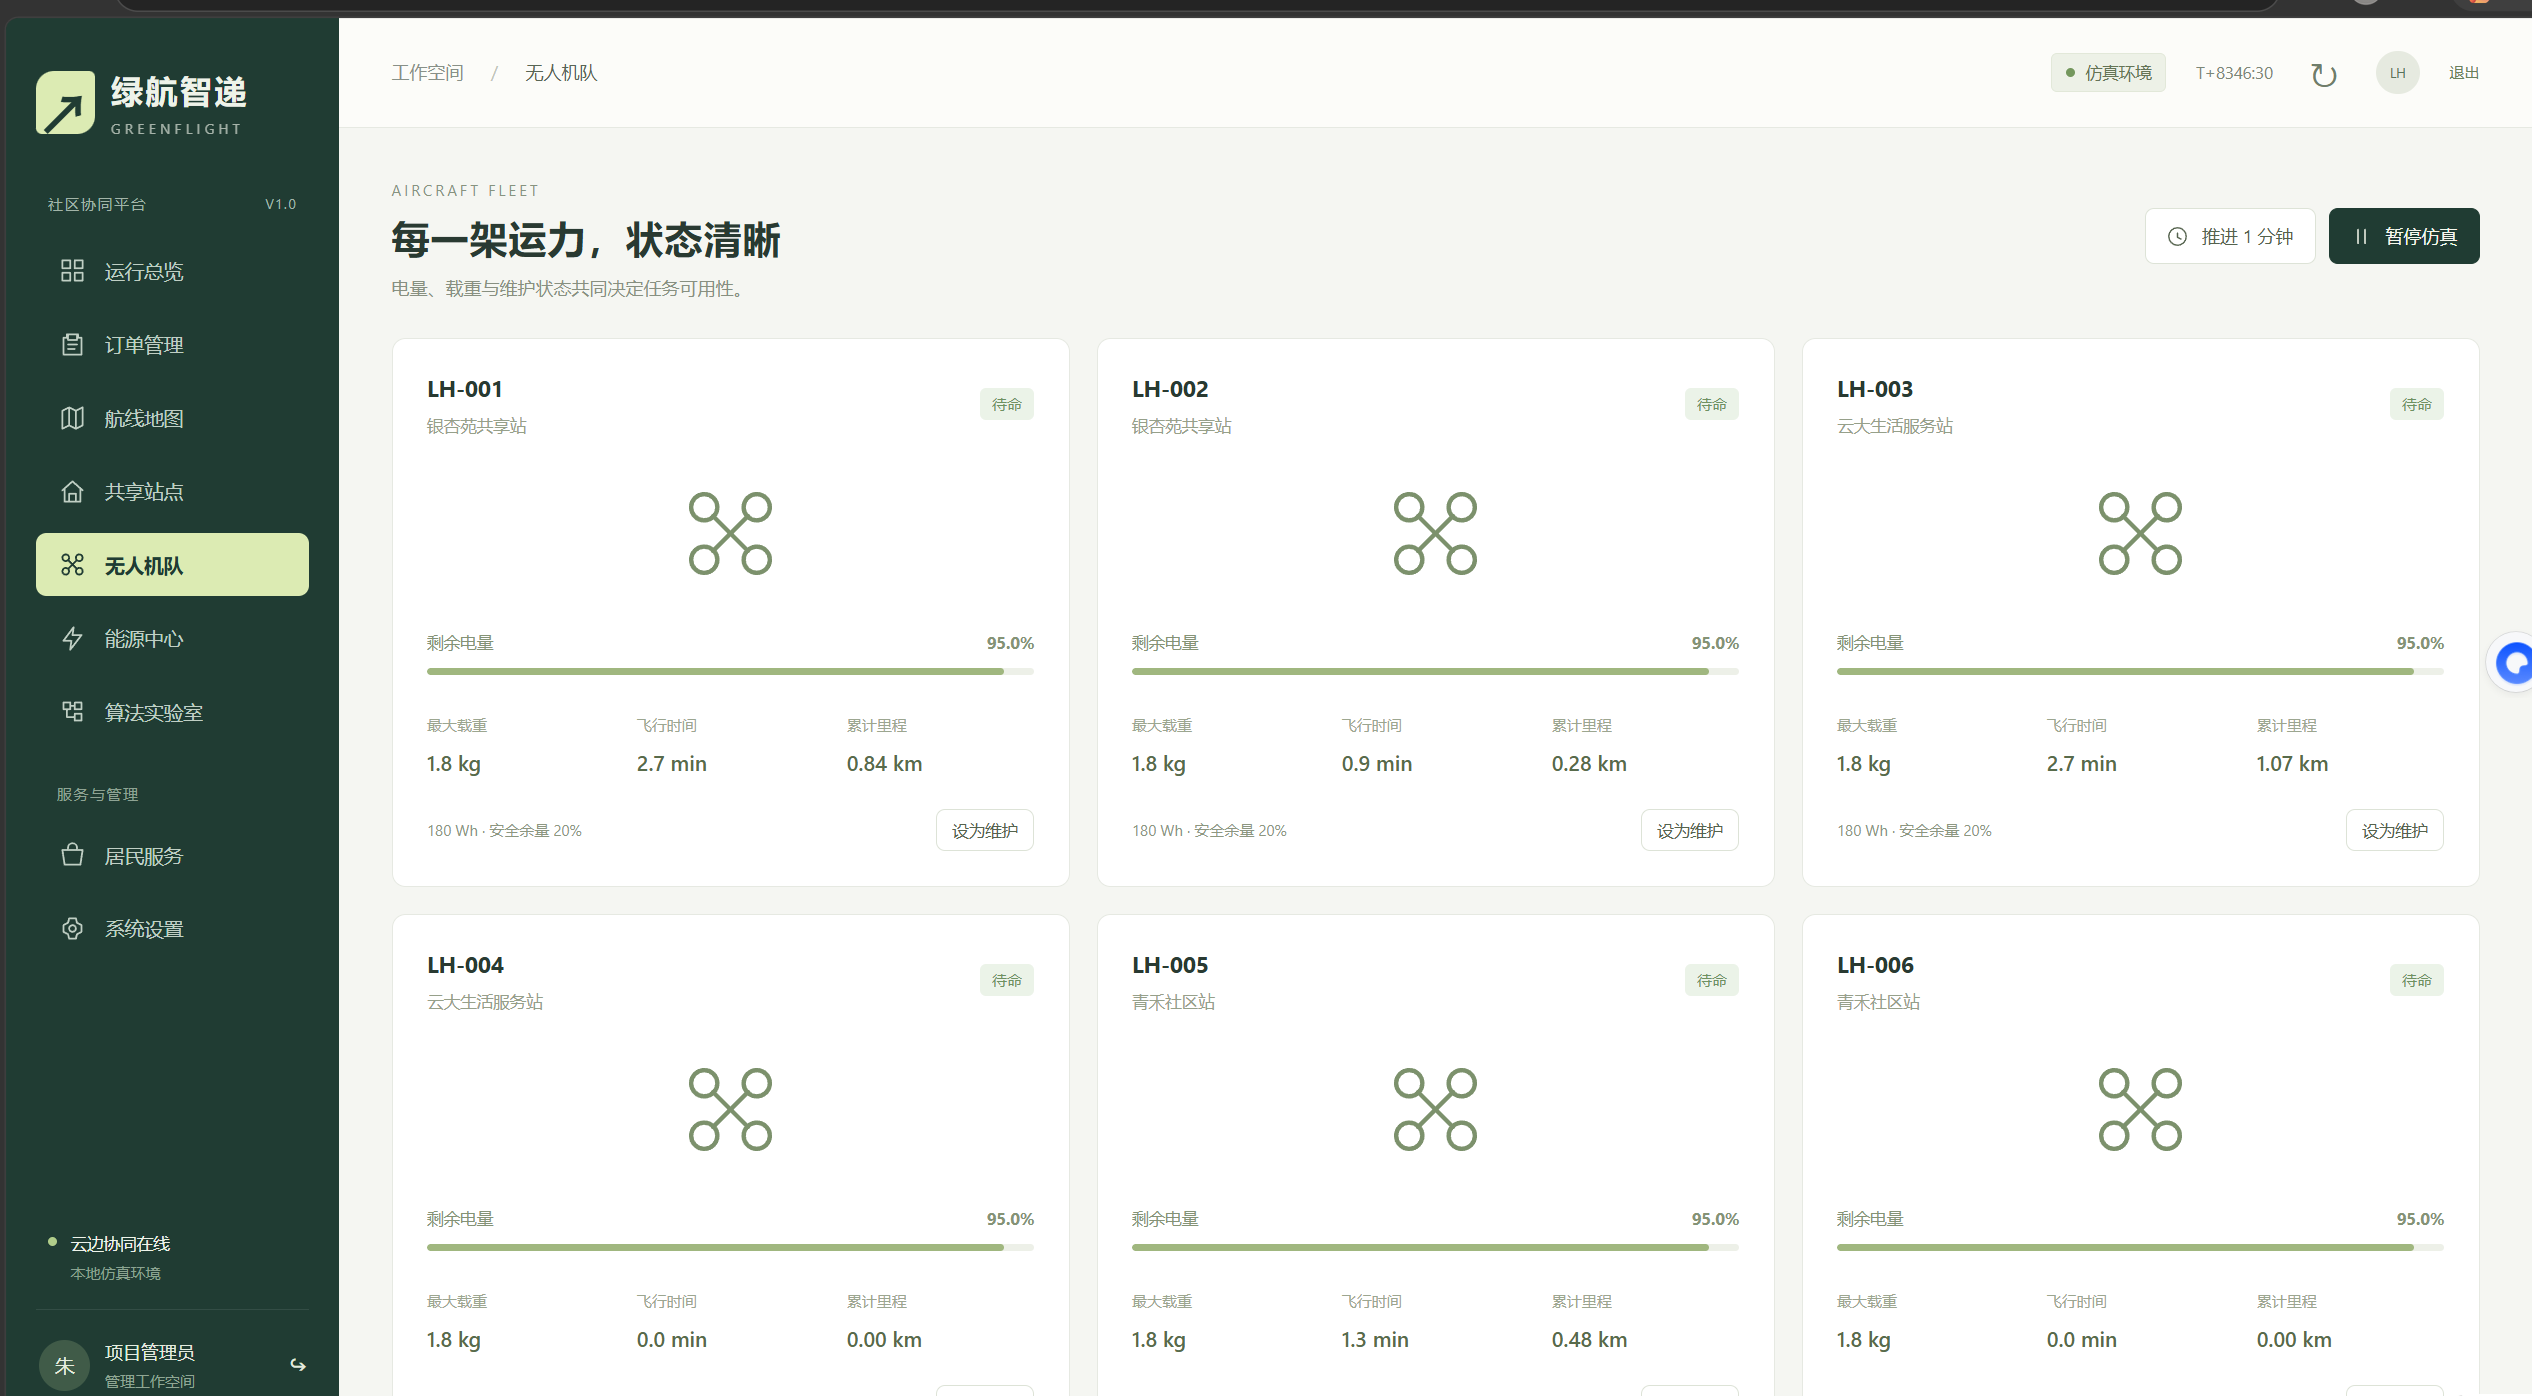 绿航智递
GREENFLIGHT
社区协同平台 V1.0
运行总览
订单管理
航线地图
共享站点
无人机队
能源中心
算法实验室
服务与管理
居民服务
系统设置
云边协同在线
本地仿真环境
朱 项目管理员
管理工作空间
工作空间 / 无人机队
仿真环境 T+8346:30 LH 退出
AIRCRAFT FLEET
每一架运力，状态清晰
电量、载重与维护状态共同决定任务可用性。
推进 1 分钟 暂停仿真
LH-001
银杏苑共享站
待命
剩余电量 95.0%
最大载重 飞行时间 累计里程
1.8 kg 2.7 min 0.84 km
180 Wh · 安全余量 20% 设为维护
LH-002
银杏苑共享站
待命
剩余电量 95.0%
最大载重 飞行时间 累计里程
1.8 kg 0.9 min 0.28 km
180 Wh · 安全余量 20% 设为维护
LH-003
云大生活服务站
待命
剩余电量 95.0%
最大载重 飞行时间 累计里程
1.8 kg 2.7 min 1.07 km
180 Wh · 安全余量 20% 设为维护
LH-004
云大生活服务站
待命
剩余电量 95.0%
最大载重 飞行时间 累计里程
1.8 kg 0.0 min 0.00 km
LH-005
青禾社区站
待命
剩余电量 95.0%
最大载重 飞行时间 累计里程
1.8 kg 1.3 min 0.48 km
LH-006
青禾社区站
待命
剩余电量 95.0%
最大载重 飞行时间 累计里程
1.8 kg 0.0 min 0.00 km